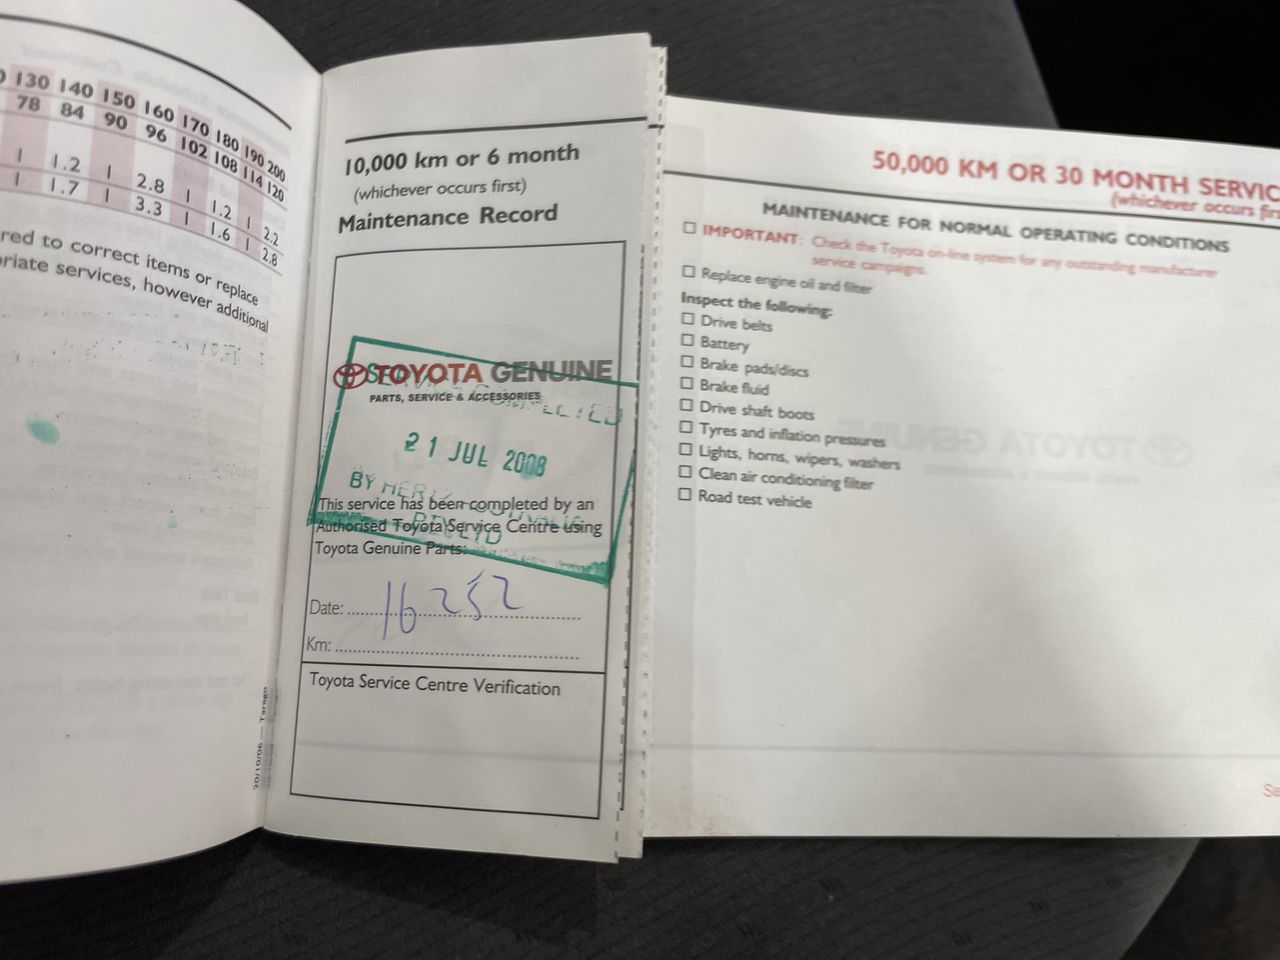 130 140 150 160 170 180 190 200
78 84 90 96 102 108 114 120
1 1.2 1 2.8 1 1.2 1 2.2
1 1.7 1 3.3 1 1.6 1 2.8
red to correct items or replace
riate services, however additional
20/10/06 — Tarago
10,000 km or 6 month
(whichever occurs first)
Maintenance Record
TOYOTA GENUINE
PARTS, SERVICE & ACCESSORIES
21 JUL 2008
BY HERTZ
PTY LTD
This service has been completed by an
Authorised Toyota Service Centre using
Toyota Genuine Parts:
Date: 16252
Km:
Toyota Service Centre Verification
50,000 KM OR 30 MONTH SERVIC
(whichever occurs firs
MAINTENANCE FOR NORMAL OPERATING CONDITIONS
IMPORTANT: Check the Toyota on-line system for any outstanding manufacturer
service campaigns.
Replace engine oil and filter
Inspect the following:
Drive belts
Battery
Brake pads/discs
Brake fluid
Drive shaft boots
Tyres and inflation pressures
Lights, horns, wipers, washers
Clean air conditioning filter
Road test vehicle
Se